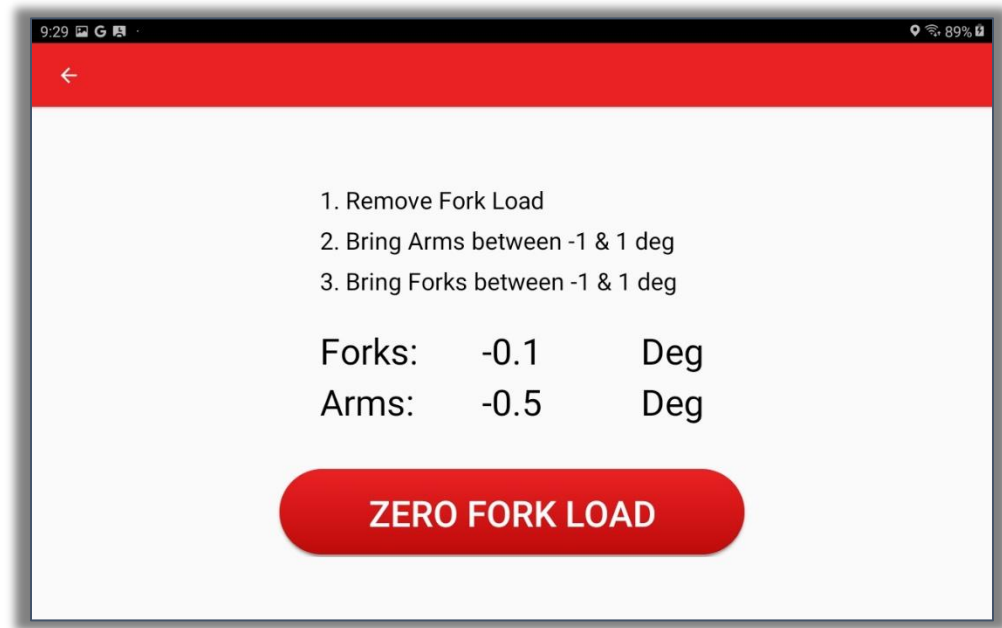 9:29
89%
1. Remove Fork Load
2. Bring Arms between -1 & 1 deg
3. Bring Forks between -1 & 1 deg
Forks: -0.1 Deg
Arms: -0.5 Deg
ZERO FORK LOAD